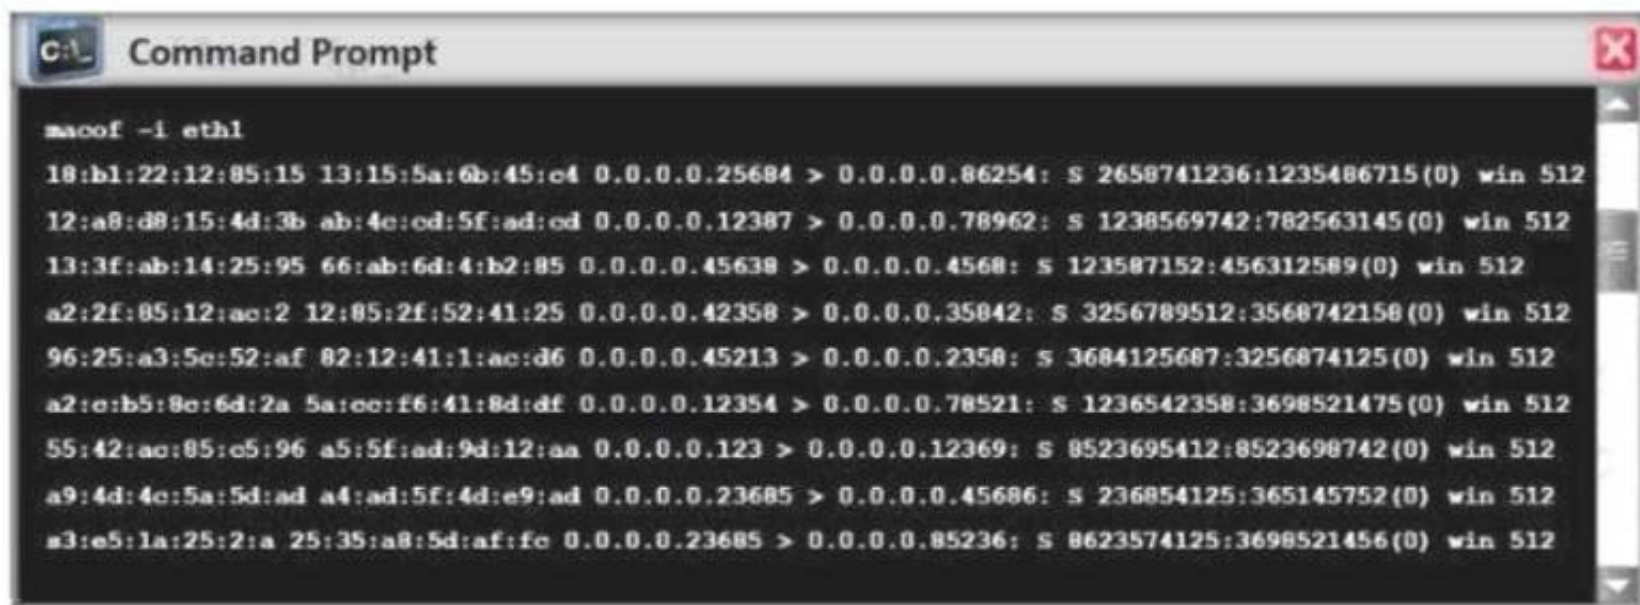 C:\_ Command Prompt
macof -i eth1
18:b1:22:12:85:15 13:15:5a:6b:45:c4 0.0.0.0.25684 > 0.0.0.0.86254: S 2658741236:1235486715(0) win 512
12:a8:d8:15:4d:3b ab:4c:cd:5f:ad:cd 0.0.0.0.12387 > 0.0.0.0.78962: S 1238569742:782563145(0) win 512
13:3f:ab:14:25:95 66:ab:6d:4:b2:85 0.0.0.0.45638 > 0.0.0.0.4568: S 123587152:456312589(0) win 512
a2:2f:85:12:ac:2 12:85:2f:52:41:25 0.0.0.0.42358 > 0.0.0.0.35842: S 3256789512:3568742158(0) win 512
96:25:a3:5c:52:af 82:12:41:1:ac:d6 0.0.0.0.45213 > 0.0.0.0.2358: S 3684125687:3256874125(0) win 512
a2:c:b5:8c:6d:2a 5a:cc:f6:41:8d:df 0.0.0.0.12354 > 0.0.0.0.78521: S 1236542358:3698521475(0) win 512
55:42:ac:85:c5:96 a5:5f:ad:9d:12:aa 0.0.0.0.123 > 0.0.0.0.12369: S 8523695412:8523698742(0) win 512
a9:4d:4c:5a:5d:ad a4:ad:5f:4d:e9:ad 0.0.0.0.23685 > 0.0.0.0.45686: S 236854125:365145752(0) win 512
25:35:a8:5d:af:fc 0.0.0.0.23685 > 0.0.0.0.85236: S 8623574125:3698521456(0) win 512